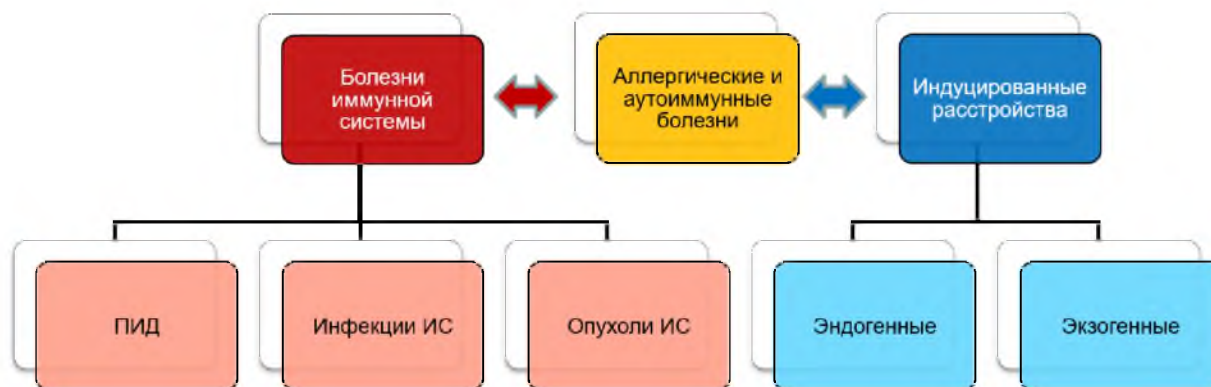 Болезни
иммунной
системы
Аллергические и
аутоиммунные
болезни
Индуцированные
расстройства
ПИД
Инфекции ИС
Опухоли ИС
Эндогенные
Экзогенные